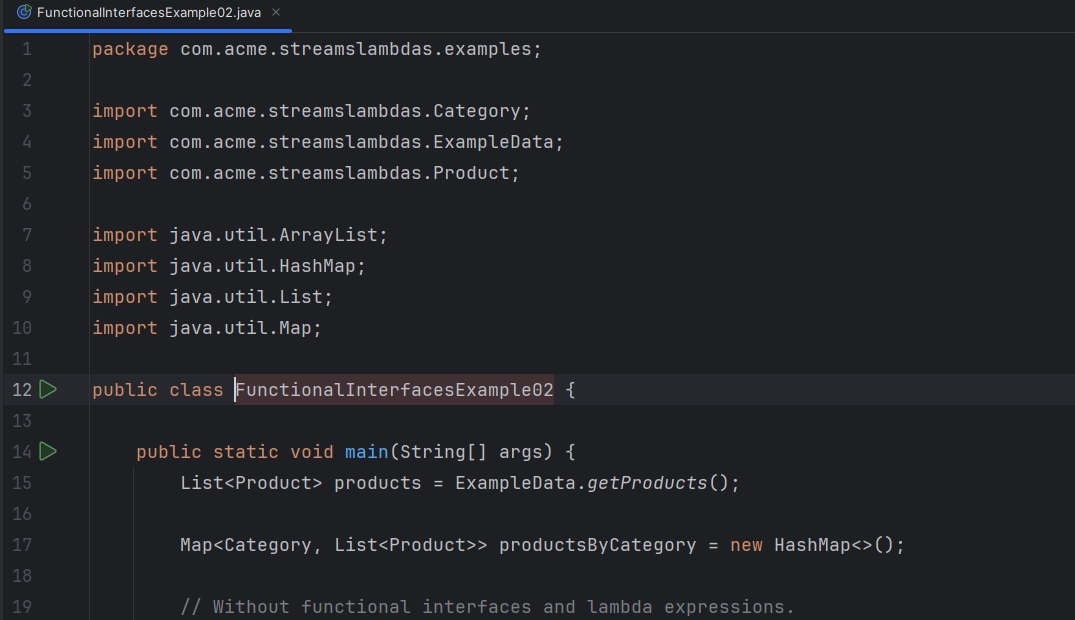 FunctionalInterfacesExample02.java
1 package com.acme.streamslambdas.examples;
2
3 import com.acme.streamslambdas.Category;
4 import com.acme.streamslambdas.ExampleData;
5 import com.acme.streamslambdas.Product;
6
7 import java.util.ArrayList;
8 import java.util.HashMap;
9 import java.util.List;
10 import java.util.Map;
11
12 public class FunctionalInterfacesExample02 {
13
14 public static void main(String[] args) {
15 List<Product> products = ExampleData.getProducts();
16
17 Map<Category, List<Product>> productsByCategory = new HashMap<>();
18
19 // Without functional interfaces and lambda expressions.